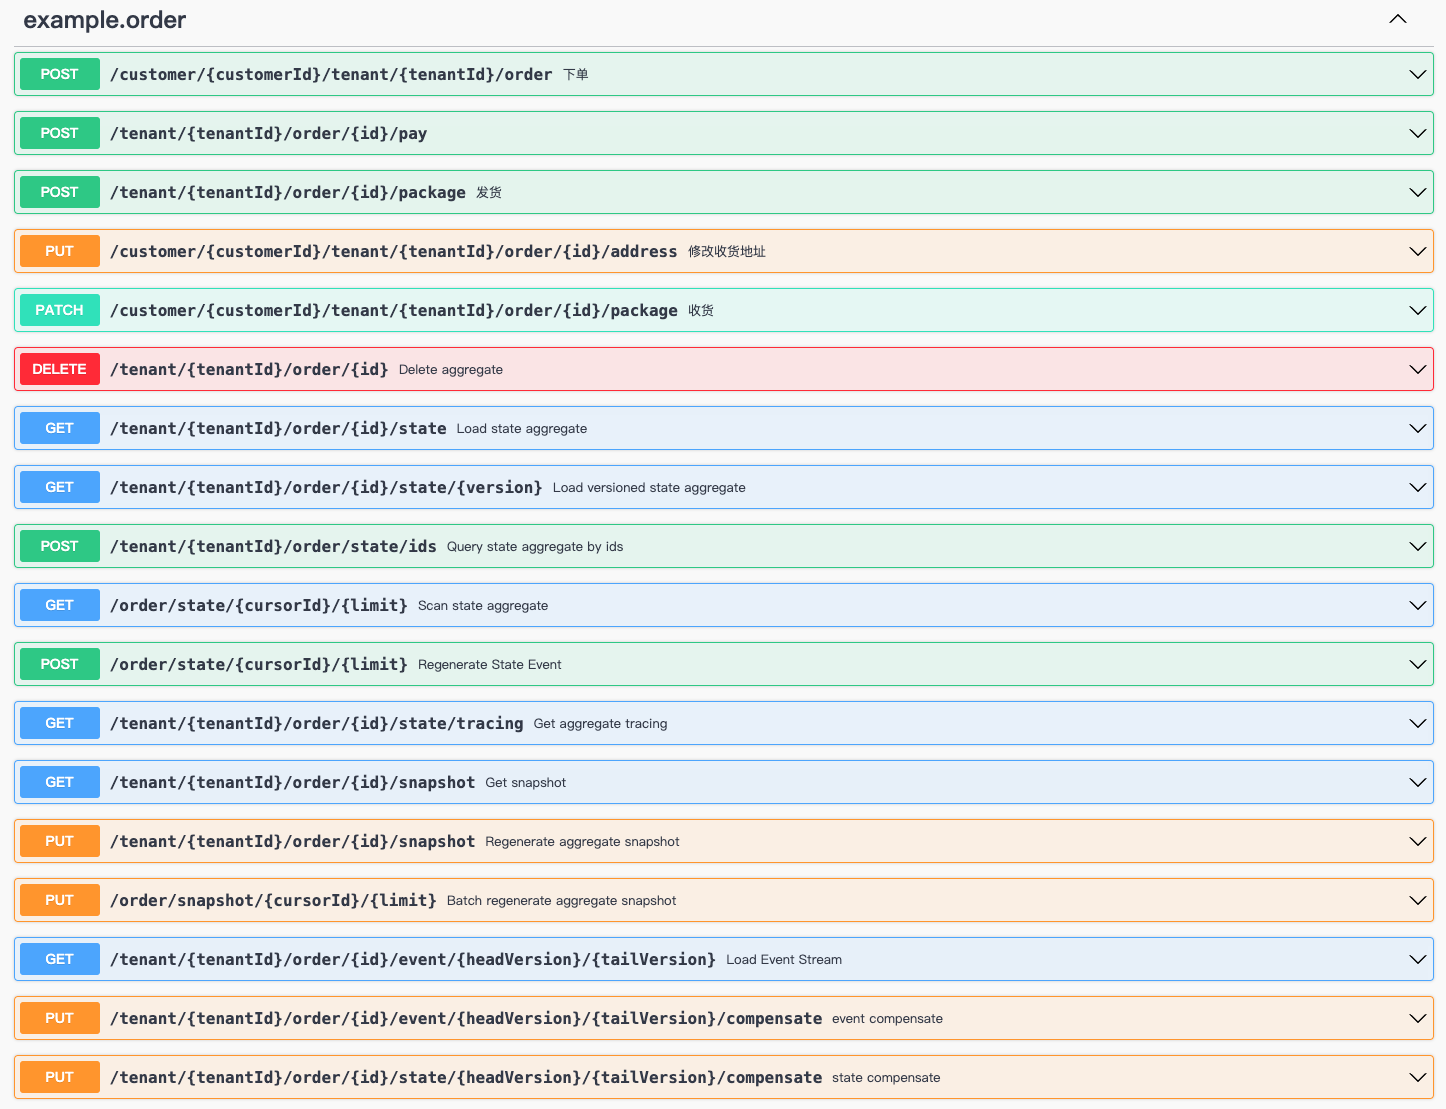 example.order
POST /customer/{customerId}/tenant/{tenantId}/order 下单
POST /tenant/{tenantId}/order/{id}/pay
POST /tenant/{tenantId}/order/{id}/package 发货
PUT /customer/{customerId}/tenant/{tenantId}/order/{id}/address 修改收货地址
PATCH /customer/{customerId}/tenant/{tenantId}/order/{id}/package 收货
DELETE /tenant/{tenantId}/order/{id} Delete aggregate
GET /tenant/{tenantId}/order/{id}/state Load state aggregate
GET /tenant/{tenantId}/order/{id}/state/{version} Load versioned state aggregate
POST /tenant/{tenantId}/order/state/ids Query state aggregate by ids
GET /order/state/{cursorId}/{limit} Scan state aggregate
POST /order/state/{cursorId}/{limit} Regenerate State Event
GET /tenant/{tenantId}/order/{id}/state/tracing Get aggregate tracing
GET /tenant/{tenantId}/order/{id}/snapshot Get snapshot
PUT /tenant/{tenantId}/order/{id}/snapshot Regenerate aggregate snapshot
PUT /order/snapshot/{cursorId}/{limit} Batch regenerate aggregate snapshot
GET /tenant/{tenantId}/order/{id}/event/{headVersion}/{tailVersion} Load Event Stream
PUT /tenant/{tenantId}/order/{id}/event/{headVersion}/{tailVersion}/compensate event compensate
PUT /tenant/{tenantId}/order/{id}/state/{headVersion}/{tailVersion}/compensate state compensate